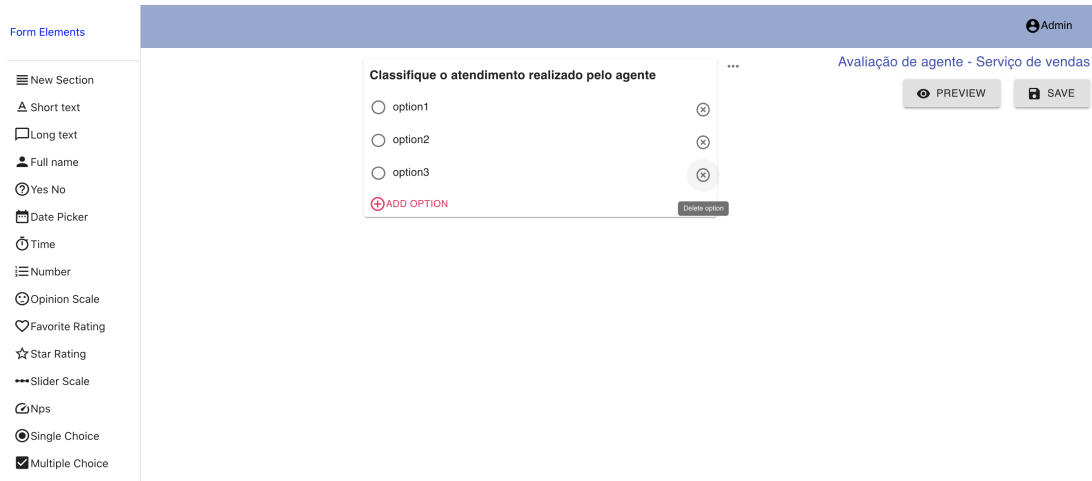 Form Elements
Admin
New Section
Short text
Long text
Full name
Yes No
Date Picker
Time
Number
Opinion Scale
Favorite Rating
Star Rating
Slider Scale
Nps
Single Choice
Multiple Choice
Classifique o atendimento realizado pelo agente
option1
option2
option3
ADD OPTION
Delete option
Avaliação de agente - Serviço de vendas
PREVIEW
SAVE